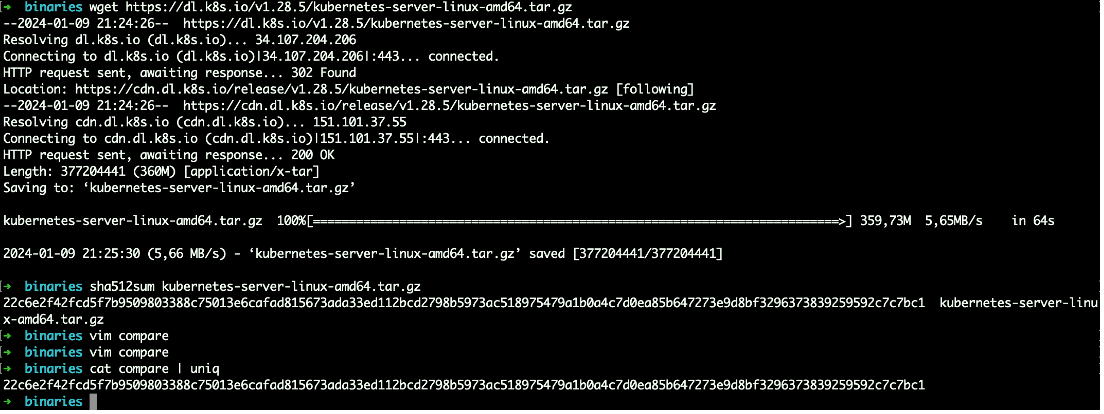 [➜  binaries wget https://dl.k8s.io/v1.28.5/kubernetes-server-linux-amd64.tar.gz
--2024-01-09 21:24:26--  https://dl.k8s.io/v1.28.5/kubernetes-server-linux-amd64.tar.gz
Resolving dl.k8s.io (dl.k8s.io)... 34.107.204.206
Connecting to dl.k8s.io (dl.k8s.io)|34.107.204.206|:443... connected.
HTTP request sent, awaiting response... 302 Found
Location: https://cdn.dl.k8s.io/release/v1.28.5/kubernetes-server-linux-amd64.tar.gz [following]
--2024-01-09 21:24:26--  https://cdn.dl.k8s.io/release/v1.28.5/kubernetes-server-linux-amd64.tar.gz
Resolving cdn.dl.k8s.io (cdn.dl.k8s.io)... 151.101.37.55
Connecting to cdn.dl.k8s.io (cdn.dl.k8s.io)|151.101.37.55|:443... connected.
HTTP request sent, awaiting response... 200 OK
Length: 377204441 (360M) [application/x-tar]
Saving to: ‘kubernetes-server-linux-amd64.tar.gz’
kubernetes-server-linux-amd64.tar.gz  100%[=========================================================================>] 359,73M  5,65MB/s    in 64s
2024-01-09 21:25:30 (5,66 MB/s) - ‘kubernetes-server-linux-amd64.tar.gz’ saved [377204441/377204441]
[➜  binaries sha512sum kubernetes-server-linux-amd64.tar.gz
22c6e2f42fcd5f7b9509803388c75013e6cafad815673ada33ed112bcd2798b5973ac518975479a1b0a4c7d0ea85b647273e9d8bf3296373839259592c7c7bc1  kubernetes-server-linu
x-amd64.tar.gz
[➜  binaries vim compare
[➜  binaries vim compare
[➜  binaries cat compare | uniq
22c6e2f42fcd5f7b9509803388c75013e6cafad815673ada33ed112bcd2798b5973ac518975479a1b0a4c7d0ea85b647273e9d8bf3296373839259592c7c7bc1
➜  binaries